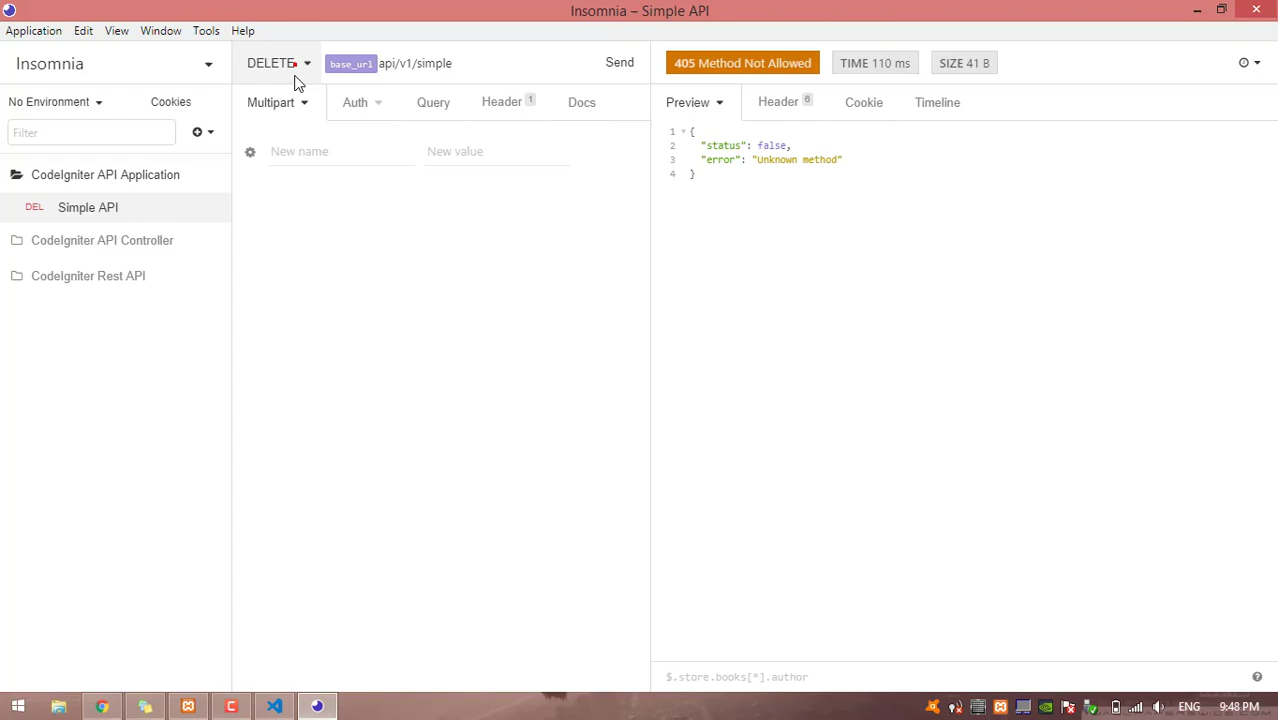 Insomnia – Simple API
Application Edit View Window Tools Help
Insomnia
DELETE base_url api/v1/simple Send
405 Method Not Allowed TIME 110 ms SIZE 41 B
No Environment Cookies
Multipart Auth Query Header 1 Docs
Preview Header 6 Cookie Timeline
Filter
New name New value
1 {
2 "status": false,
3 "error": "Unknown method"
4 }
CodeIgniter API Application
DEL Simple API
CodeIgniter API Controller
CodeIgniter Rest API
$.store.books[*].author
ENG 9:48 PM